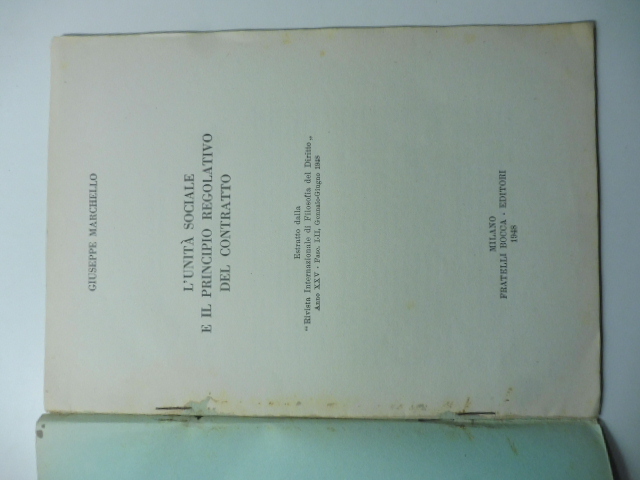 GIUSEPPE MARCHELLO
L'UNITÀ SOCIALE
E IL PRINCIPIO REGOLATIVO
DEL CONTRATTO
Estratto dalla
"Rivista Internazionale di Filosofia del Diritto„
Anno XXV - Fasc. I-II, Gennaio-Giugno 1948
MILANO
FRATELLI BOCCA - EDITORI
1948